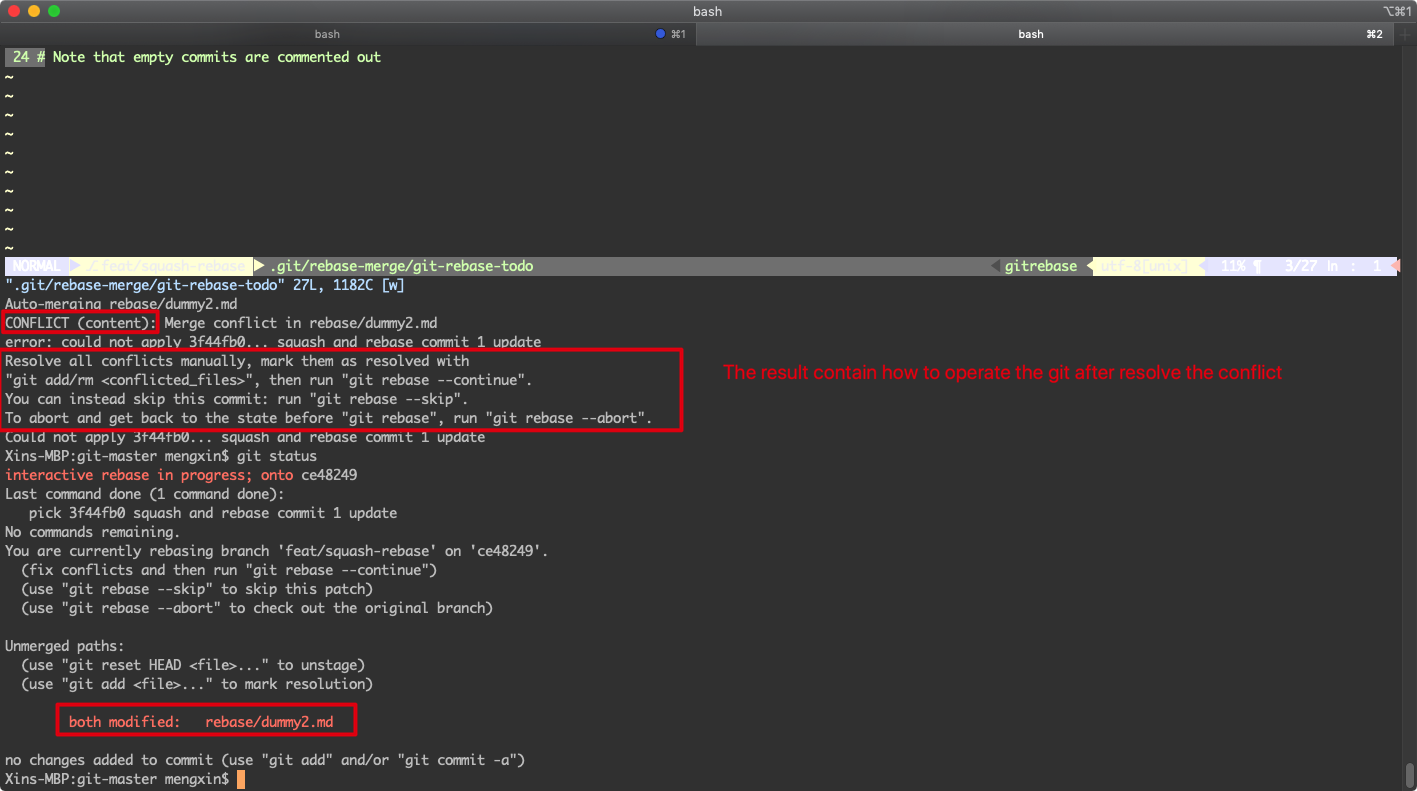 bash
⌥⌘1
bash
⌘1
bash
⌘2
24 # Note that empty commits are commented out
~
~
~
~
~
~
~
~
~
~
NORMAL ./.feat/squash-rebase .git/rebase-merge/git-rebase-todo gitrebase utf-8[unix] 11% ¶ 3/27 ln : 1
".git/rebase-merge/git-rebase-todo" 27L, 1182C [w]
Auto-merging rebase/dummy2.md
CONFLICT (content): Merge conflict in rebase/dummy2.md
error: could not apply 3f44fb0... squash and rebase commit 1 update
Resolve all conflicts manually, mark them as resolved with
"git add/rm <conflicted_files>", then run "git rebase --continue".
The result contain how to operate the git after resolve the conflict
You can instead skip this commit: run "git rebase --skip".
To abort and get back to the state before "git rebase", run "git rebase --abort".
Could not apply 3f44fb0... squash and rebase commit 1 update
Xins-MBP:git-master mengxin$ git status
interactive rebase in progress; onto ce48249
Last command done (1 command done):
pick 3f44fb0 squash and rebase commit 1 update
No commands remaining.
You are currently rebasing branch 'feat/squash-rebase' on 'ce48249'.
(fix conflicts and then run "git rebase --continue")
(use "git rebase --skip" to skip this patch)
(use "git rebase --abort" to check out the original branch)
Unmerged paths:
(use "git reset HEAD <file>..." to unstage)
(use "git add <file>..." to mark resolution)
both modified: rebase/dummy2.md
no changes added to commit (use "git add" and/or "git commit -a")
Xins-MBP:git-master mengxin$